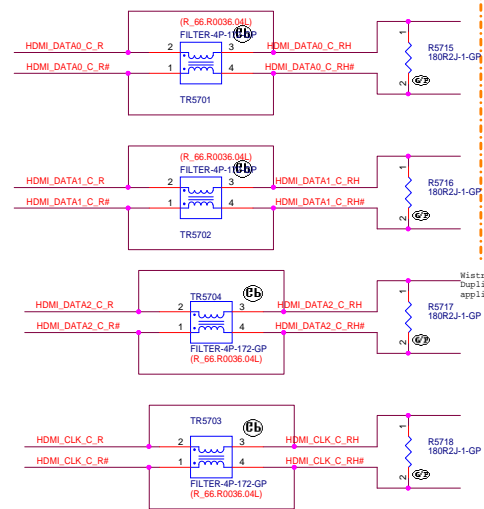 (R_66.R0036.04L)
FILTER-4P-172-GP
HDMI_DATA0_C_R 2 3 HDMI_DATA0_C_RH
HDMI_DATA0_C_R# 1 4 HDMI_DATA0_C_RH#
TR5701
1 R5715
180R2J-1-GP
2
(R_66.R0036.04L)
FILTER-4P-172-GP
HDMI_DATA1_C_R 2 3 HDMI_DATA1_C_RH
HDMI_DATA1_C_R# 1 4 HDMI_DATA1_C_RH#
TR5702
1 R5716
180R2J-1-GP
2
Wistr
Dupli
appli
TR5704
HDMI_DATA2_C_R 2 3 HDMI_DATA2_C_RH
HDMI_DATA2_C_R# 1 4 HDMI_DATA2_C_RH#
FILTER-4P-172-GP
(R_66.R0036.04L)
1 R5717
180R2J-1-GP
2
TR5703
HDMI_CLK_C_R 2 3 HDMI_CLK_C_RH
HDMI_CLK_C_R# 1 4 HDMI_CLK_C_RH#
FILTER-4P-172-GP
(R_66.R0036.04L)
1 R5718
180R2J-1-GP
2